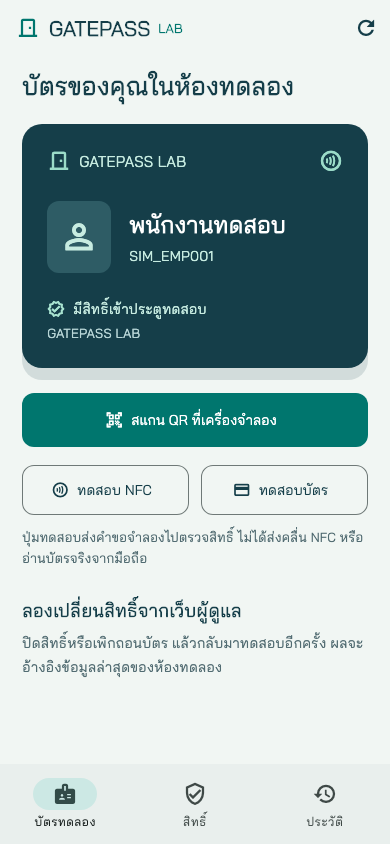 GATEPASS LAB
บัตรของคุณในห้องทดลอง
GATEPASS LAB
พนักงานทดสอบ
SIM_EMP001
มีสิทธิ์เข้าประตูทดสอบ
GATEPASS LAB
สแกน QR ที่เครื่องจำลอง
ทดสอบ NFC
ทดสอบบัตร
ปุ่มทดสอบส่งคำขอจำลองไปตรวจสิทธิ์ ไม่ได้ส่งคลื่น NFC หรือ
อ่านบัตรจริงจากมือถือ
ลองเปลี่ยนสิทธิ์จากเว็บผู้ดูแล
ปิดสิทธิ์หรือเพิกถอนบัตร แล้วกลับมาทดสอบอีกครั้ง ผลจะ
อ้างอิงข้อมูลล่าสุดของห้องทดลอง
บัตรทดลอง
สิทธิ์
ประวัติ